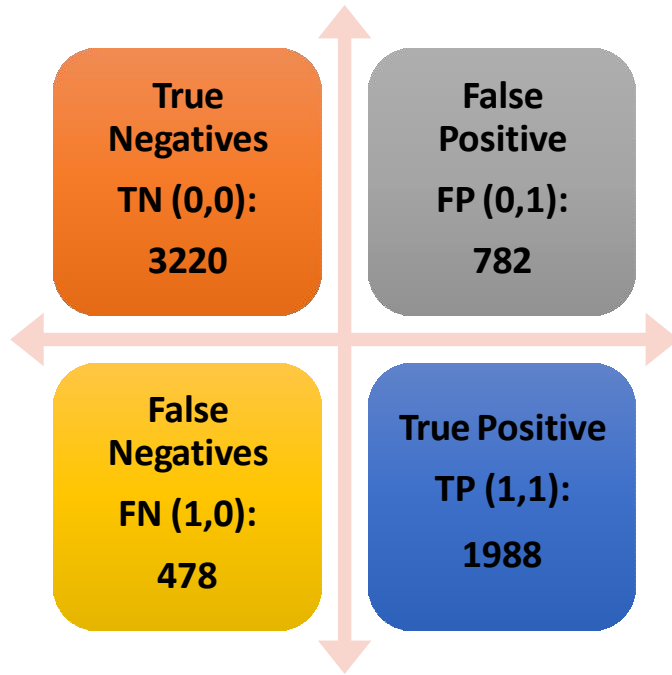 True
Negatives
TN (0,0):
3220
False
Positive
FP (0,1):
782
False
Negatives
FN (1,0):
478
True Positive
TP (1,1):
1988